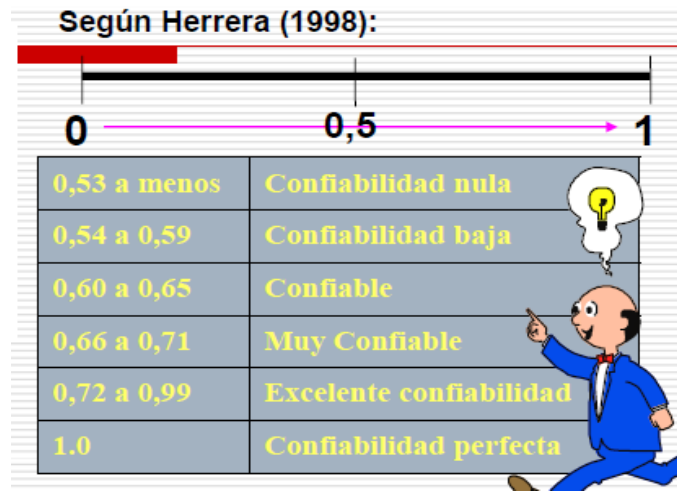 Según Herrera (1998):
0 0,5 1
0,53 a menos Confiabilidad nula
0,54 a 0,59 Confiabilidad baja
0,60 a 0,65 Confiable
0,66 a 0,71 Muy Confiable
0,72 a 0,99 Excelente confiabilidad
1.0 Confiabilidad perfecta